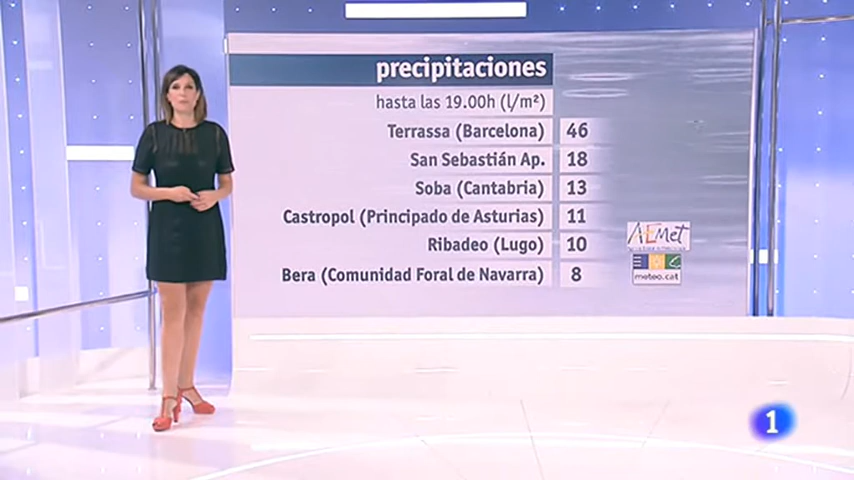 precipitaciones
hasta las 19.00h (l/m²)
Terrassa (Barcelona) 46
San Sebastián Ap. 18
Soba (Cantabria) 13
Castropol (Principado de Asturias) 11
Ribadeo (Lugo) 10
Bera (Comunidad Foral de Navarra) 8
AEMet
meteo.cat
1